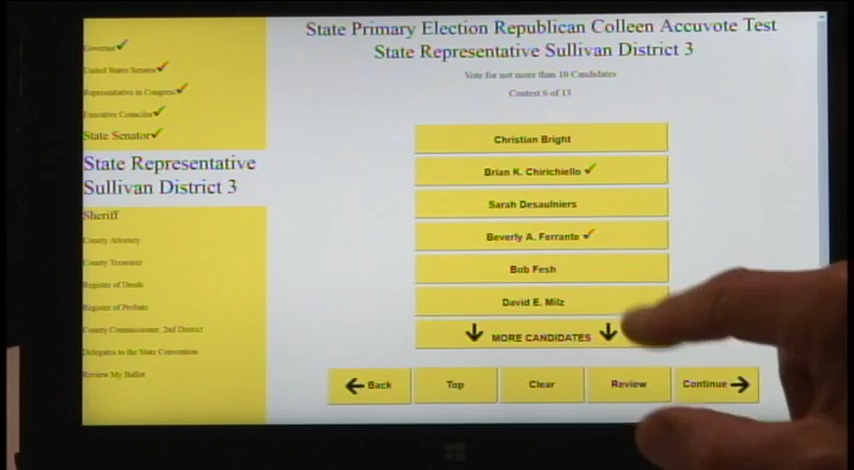 Governor
United States Senator
Representative in Congress
Executive Councilor
State Senator
State Representative
Sullivan District 3
Sheriff
County Attorney
County Treasurer
Register of Deeds
Register of Probate
County Commissioner, 2nd District
Delegates to the State Convention
Review My Ballot
State Primary Election Republican Colleen Accuvote Test
State Representative Sullivan District 3
Vote for not more than 10 Candidates
Contest 6 of 13
Christian Bright
Brian K. Chirichiello
Sarah Desaulniers
Beverly A. Ferrante
Bob Fesh
David E. Milz
MORE CANDIDATES
Back
Top
Clear
Review
Continue